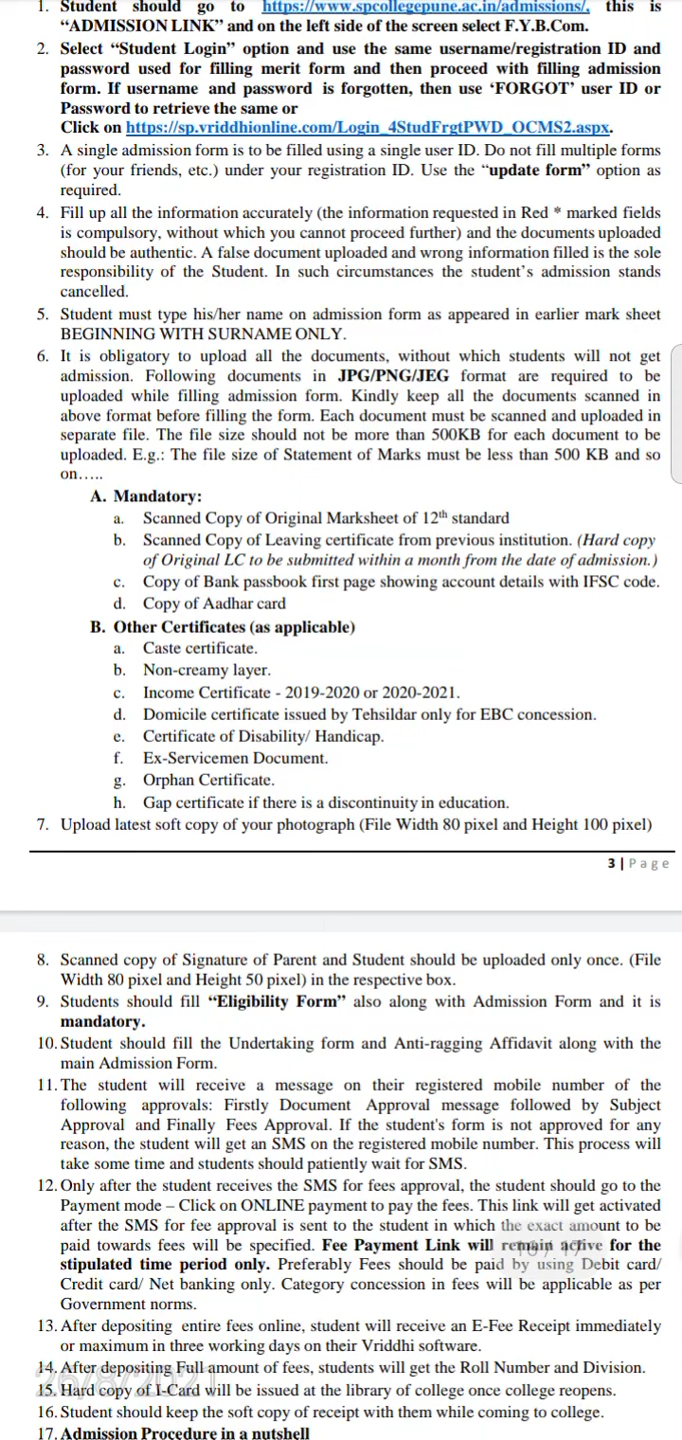 1. Student should go to https://www.spcollegepune.ac.in/admissions/, this is
“ADMISSION LINK” and on the left side of the screen select F.Y.B.Com.
2. Select “Student Login” option and use the same username/registration ID and
password used for filling merit form and then proceed with filling admission
form. If username and password is forgotten, then use ‘FORGOT’ user ID or
Password to retrieve the same or
Click on https://sp.vriddhionline.com/Login_4StudFrgtPWD_OCMS2.aspx.
3. A single admission form is to be filled using a single user ID. Do not fill multiple forms
(for your friends, etc.) under your registration ID. Use the “update form” option as
required.
4. Fill up all the information accurately (the information requested in Red * marked fields
is compulsory, without which you cannot proceed further) and the documents uploaded
should be authentic. A false document uploaded and wrong information filled is the sole
responsibility of the Student. In such circumstances the student’s admission stands
cancelled.
5. Student must type his/her name on admission form as appeared in earlier mark sheet
BEGINNING WITH SURNAME ONLY.
6. It is obligatory to upload all the documents, without which students will not get
admission. Following documents in JPG/PNG/JEG format are required to be
uploaded while filling admission form. Kindly keep all the documents scanned in
above format before filling the form. Each document must be scanned and uploaded in
separate file. The file size should not be more than 500KB for each document to be
uploaded. E.g.: The file size of Statement of Marks must be less than 500 KB and so
on…..
A. Mandatory:
a. Scanned Copy of Original Marksheet of 12th standard
b. Scanned Copy of Leaving certificate from previous institution. (Hard copy
of Original LC to be submitted within a month from the date of admission.)
c. Copy of Bank passbook first page showing account details with IFSC code.
d. Copy of Aadhar card
B. Other Certificates (as applicable)
a. Caste certificate.
b. Non-creamy layer.
c. Income Certificate - 2019-2020 or 2020-2021.
d. Domicile certificate issued by Tehsildar only for EBC concession.
e. Certificate of Disability/ Handicap.
f. Ex-Servicemen Document.
g. Orphan Certificate.
h. Gap certificate if there is a discontinuity in education.
7. Upload latest soft copy of your photograph (File Width 80 pixel and Height 100 pixel)
3 | Page
8. Scanned copy of Signature of Parent and Student should be uploaded only once. (File
Width 80 pixel and Height 50 pixel) in the respective box.
9. Students should fill “Eligibility Form” also along with Admission Form and it is
mandatory.
10. Student should fill the Undertaking form and Anti-ragging Affidavit along with the
main Admission Form.
11. The student will receive a message on their registered mobile number of the
following approvals: Firstly Document Approval message followed by Subject
Approval and Finally Fees Approval. If the student's form is not approved for any
reason, the student will get an SMS on the registered mobile number. This process will
take some time and students should patiently wait for SMS.
12. Only after the student receives the SMS for fees approval, the student should go to the
Payment mode – Click on ONLINE payment to pay the fees. This link will get activated
after the SMS for fee approval is sent to the student in which the exact amount to be
paid towards fees will be specified. Fee Payment Link will remain active for the
stipulated time period only. Preferably Fees should be paid by using Debit card/
Credit card/ Net banking only. Category concession in fees will be applicable as per
Government norms.
13. After depositing entire fees online, student will receive an E-Fee Receipt immediately
or maximum in three working days on their Vriddhi software.
14. After depositing Full amount of fees, students will get the Roll Number and Division.
15. Hard copy of I-Card will be issued at the library of college once college reopens.
16. Student should keep the soft copy of receipt with them while coming to college.
17. Admission Procedure in a nutshell